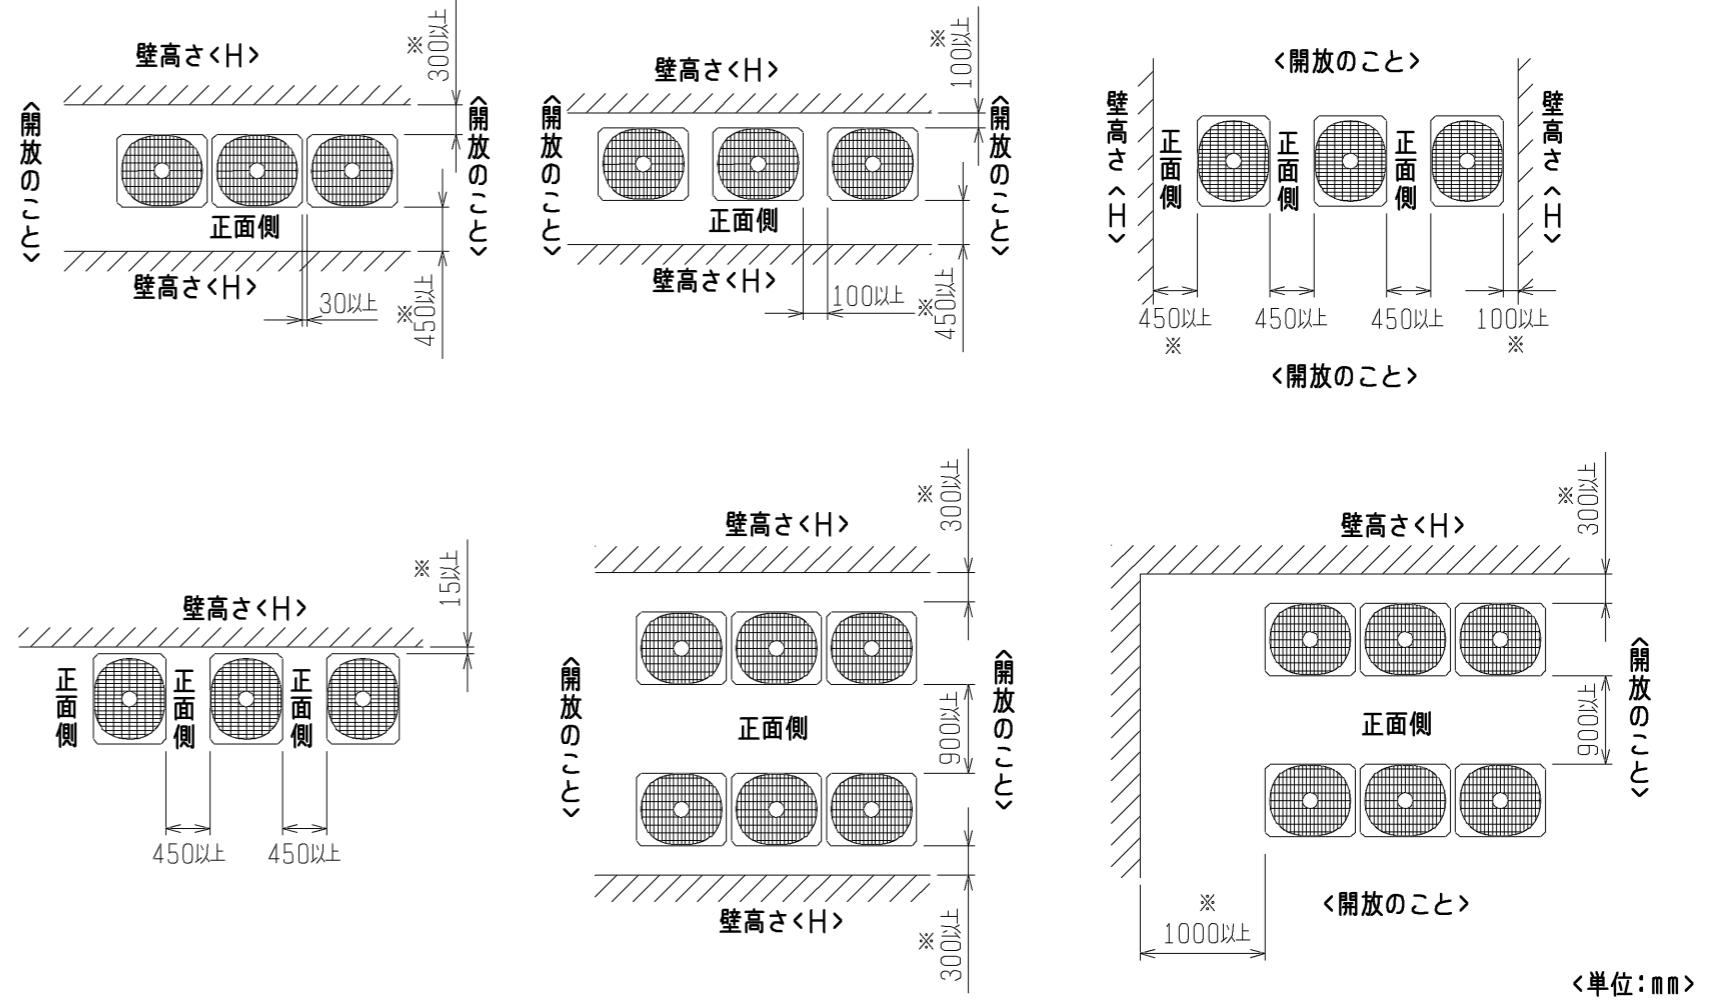 壁高さ<H>
※
300以上
<開放のこと>
<開放のこと>
正面側
壁高さ<H>
30以上
※
450以上
壁高さ<H>
※
100以上
<開放のこと>
<開放のこと>
正面側
壁高さ<H>
100以上
※
450以上
<開放のこと>
壁高さ<H>
正面側
正面側
正面側
壁高さ<H>
450以上
※
450以上
450以上
100以上
※
<開放のこと>
壁高さ<H>
※
15以上
正面側
正面側
正面側
450以上
450以上
壁高さ<H>
※
300以上
<開放のこと>
正面側
900以上
<開放のこと>
壁高さ<H>
※
300以上
壁高さ<H>
※
300以上
正面側
900以上
<開放のこと>
※
1000以上
<開放のこと>
<単位:mm>